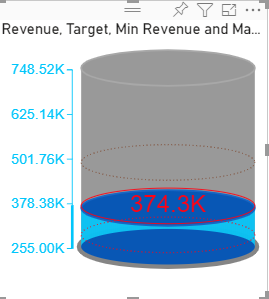 Revenue, Target, Min Revenue and Ma...
748.52K
625.14K
501.76K
378.38K
374.3K
255.00K